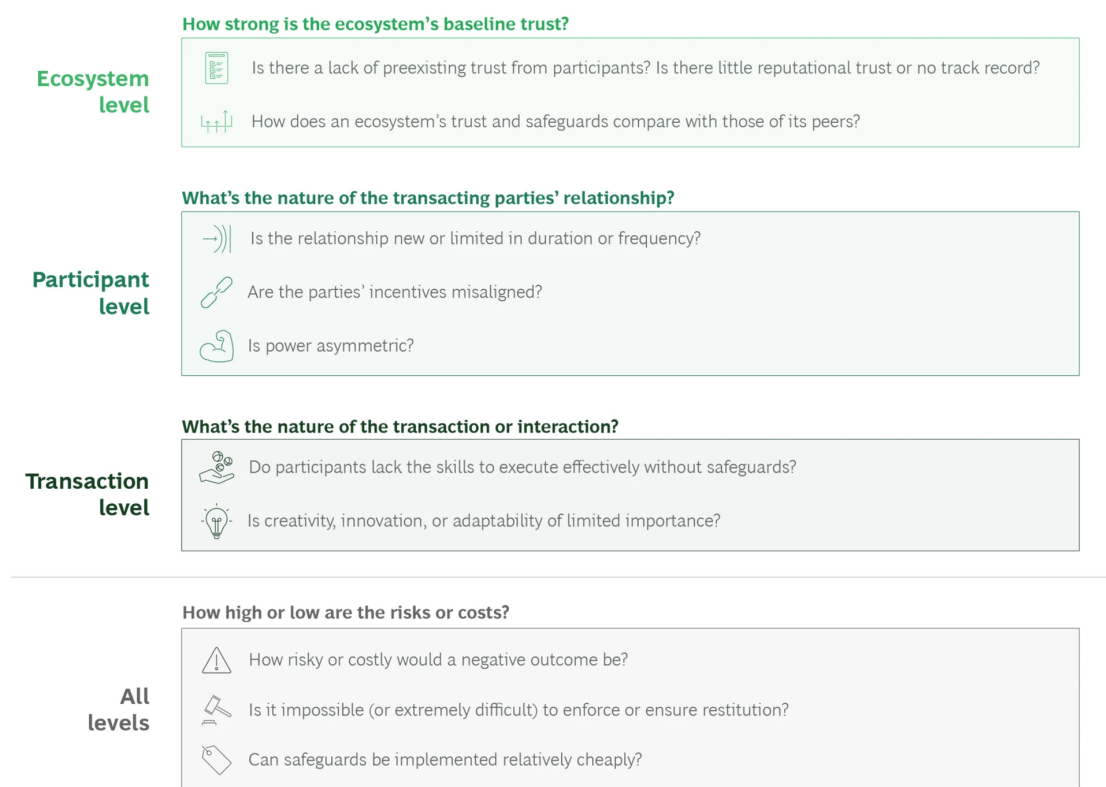 How strong is the ecosystem’s baseline trust?
Ecosystem
level
Is there a lack of preexisting trust from participants? Is there little reputational trust or no track record?
How does an ecosystem’s trust and safeguards compare with those of its peers?
What’s the nature of the transacting parties’ relationship?
Participant
level
Is the relationship new or limited in duration or frequency?
Are the parties’ incentives misaligned?
Is power asymmetric?
What’s the nature of the transaction or interaction?
Transaction
level
Do participants lack the skills to execute effectively without safeguards?
Is creativity, innovation, or adaptability of limited importance?
How high or low are the risks or costs?
All
levels
How risky or costly would a negative outcome be?
Is it impossible (or extremely difficult) to enforce or ensure restitution?
Can safeguards be implemented relatively cheaply?